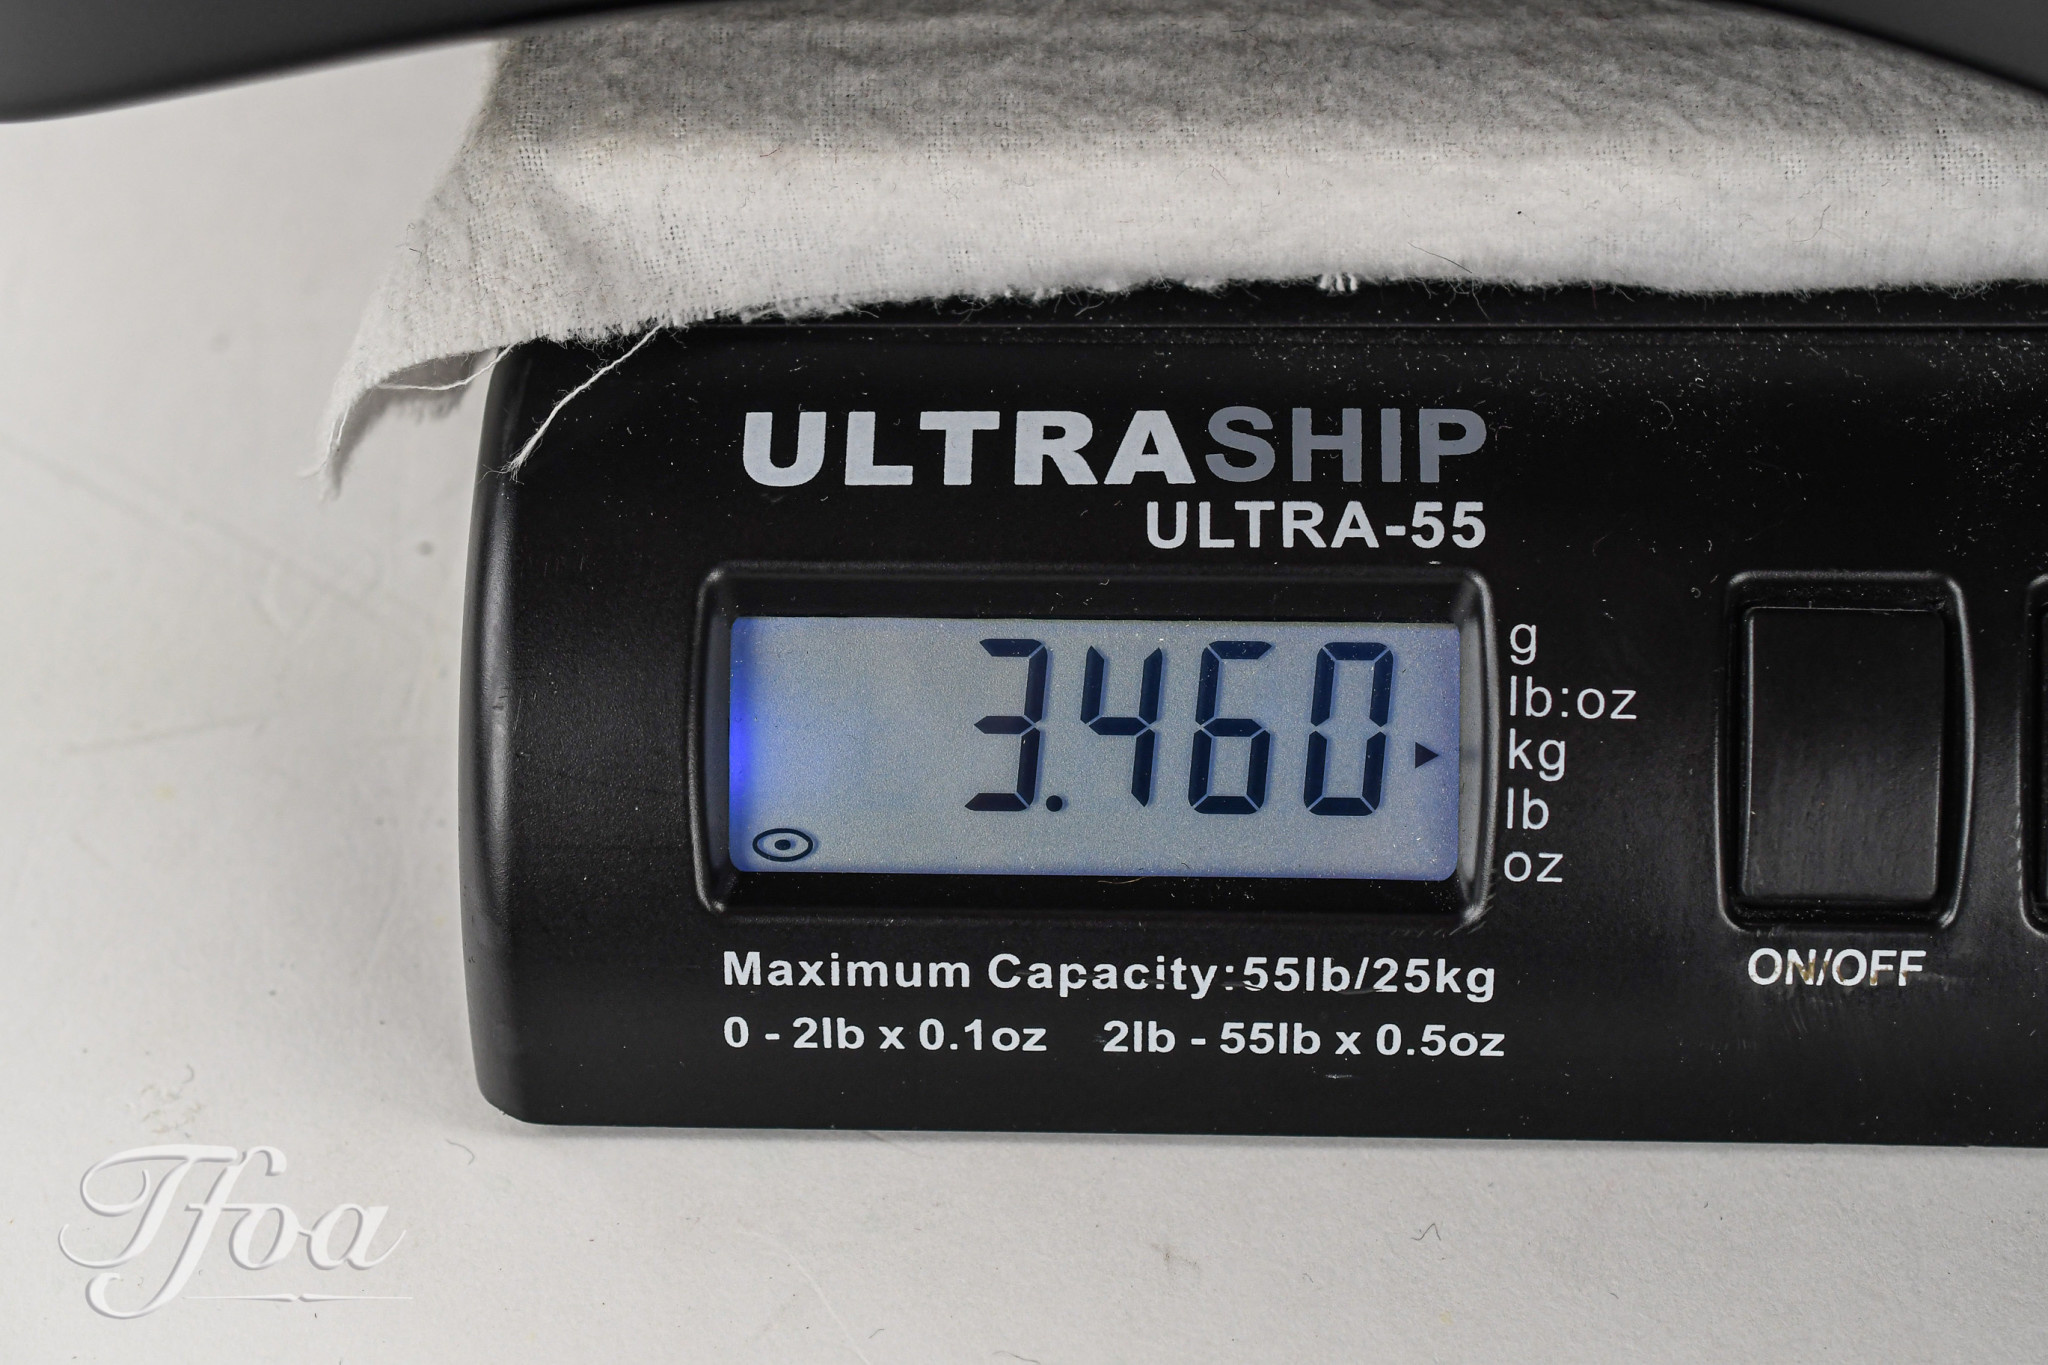 ULTRASHIP
ULTRA-55
3.460
g
lb:oz
kg
lb
oz
ON/OFF
Maximum Capacity:55lb/25kg
0 - 2lb x 0.1oz 2lb - 55lb x 0.5oz
Tfoa